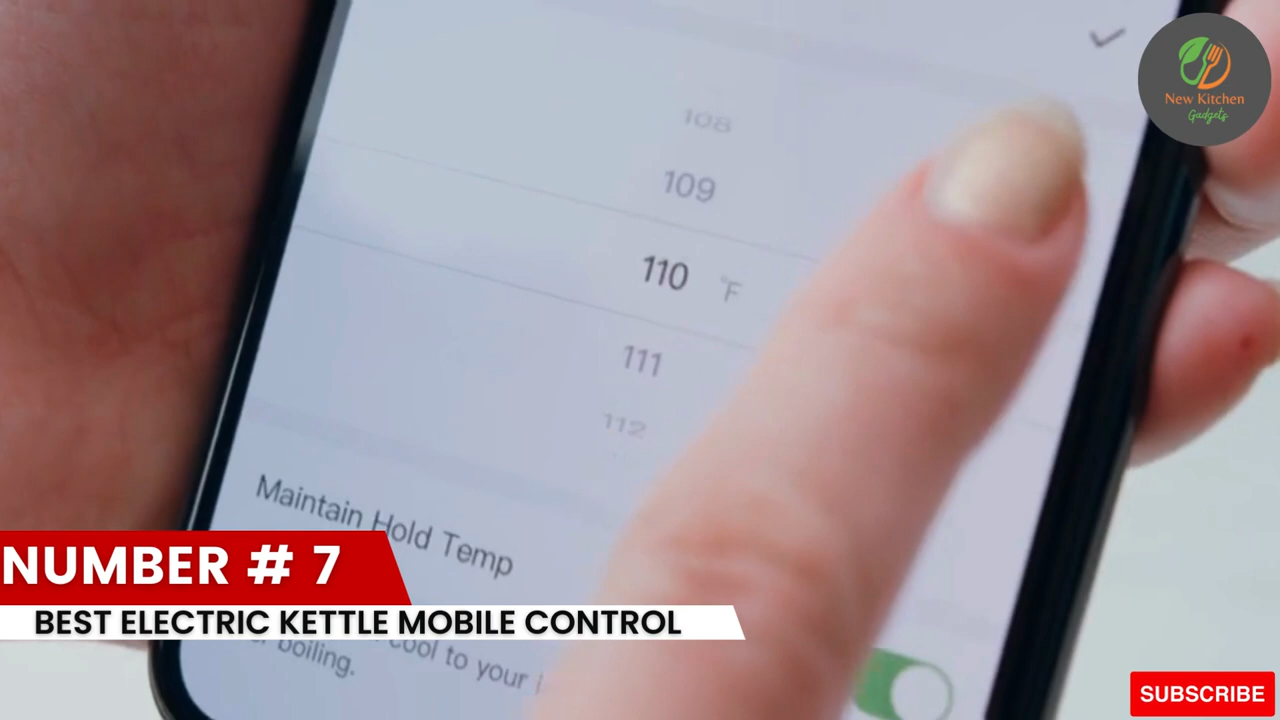 New Kitchen
Gadgets
108
109
110 °F
111
112
Maintain Hold Temp
cool to your
boiling.
NUMBER # 7
BEST ELECTRIC KETTLE MOBILE CONTROL
SUBSCRIBE